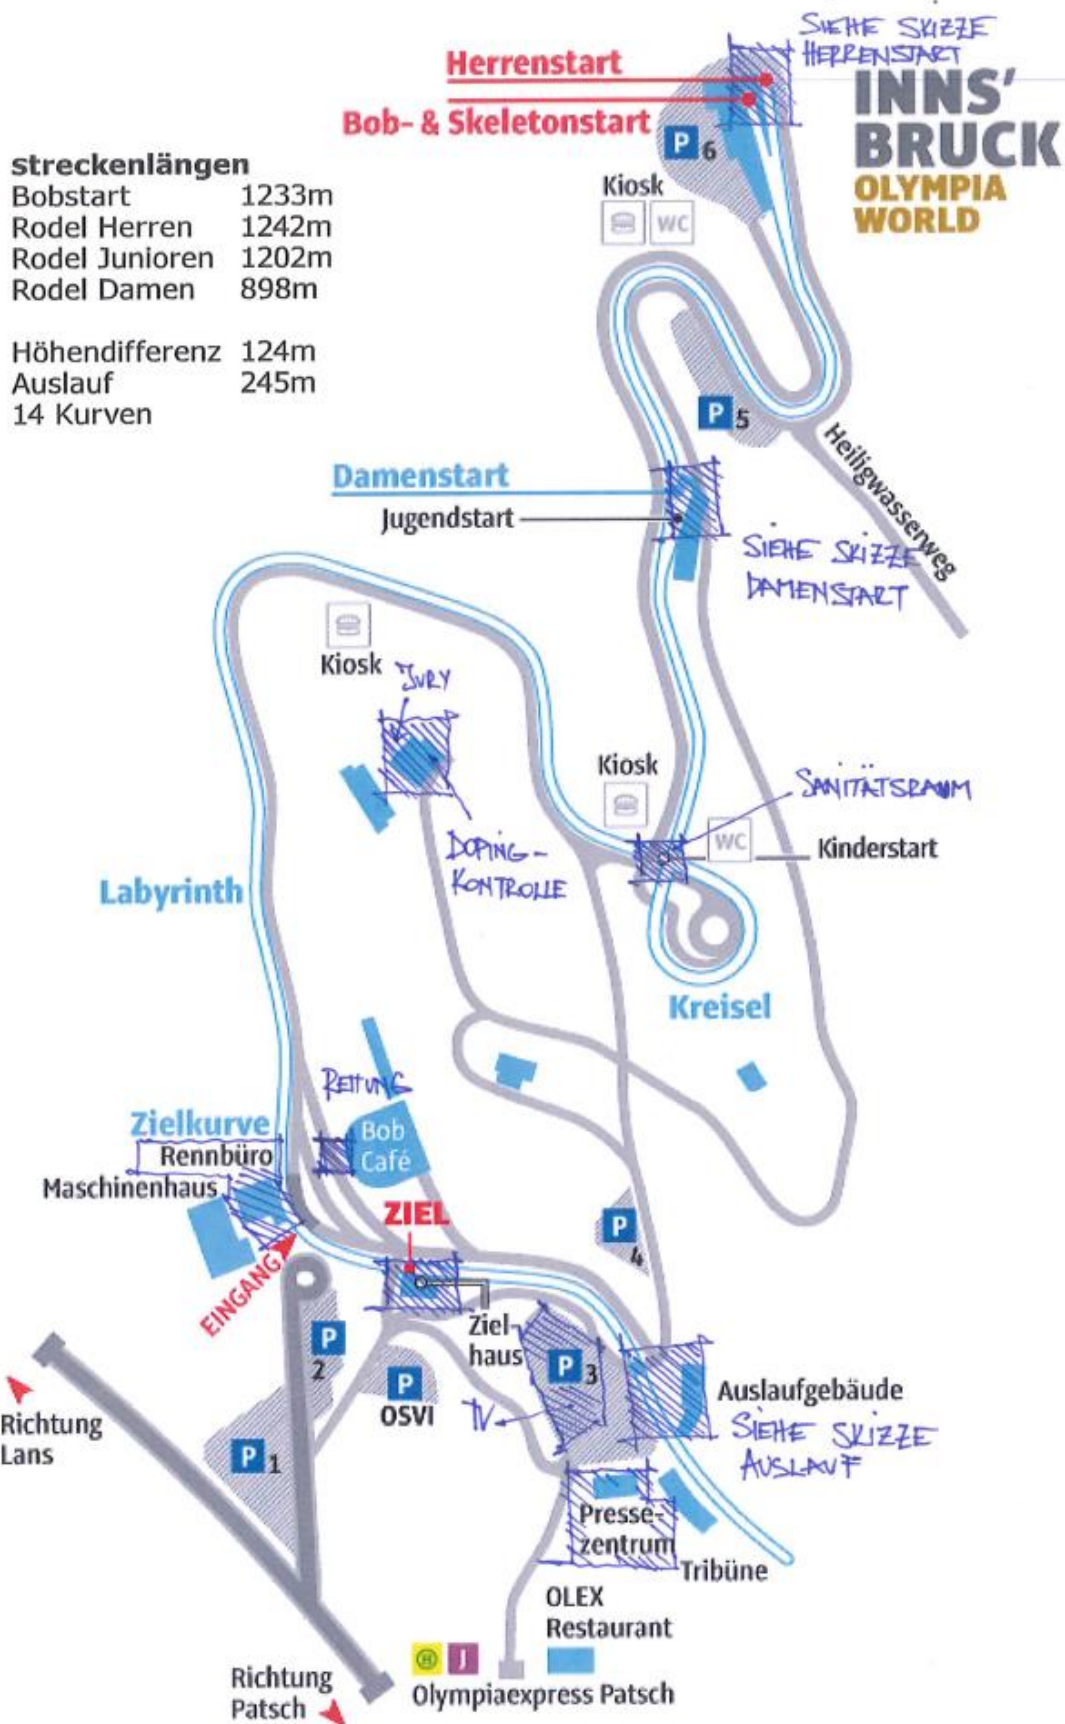 SIEHE SKIZZE
HERRENSTART
Herrenstart
Bob- & Skeletonstart
INNS'
BRUCK
OLYMPIA
WORLD
P 6
streckenlängen
Bobstart 1233m
Rodel Herren 1242m
Rodel Junioren 1202m
Rodel Damen 898m
Höhendifferenz 124m
Auslauf 245m
14 Kurven
Kiosk
WC
P 5
Heiligwasserweg
Damenstart
Jugendstart
SIEHE SKIZZE
DAMENSTART
Kiosk
JURY
Kiosk
SANITÄTSRAUM
WC
Kinderstart
DOPING-
KONTROLLE
Labyrinth
Kreisel
RETTUNG
Zielkurve
Rennbüro
Bob
Café
Maschinenhaus
ZIEL
EINGANG
P 4
Ziel-
haus
P 2
P 3
P
OSVI
TV
Auslaufgebäude
SIEHE SKIZZE
AUSLAUF
Richtung
Lans
P 1
Presse-
zentrum
Tribüne
OLEX
Restaurant
H J
Olympiaexpress Patsch
Richtung
Patsch